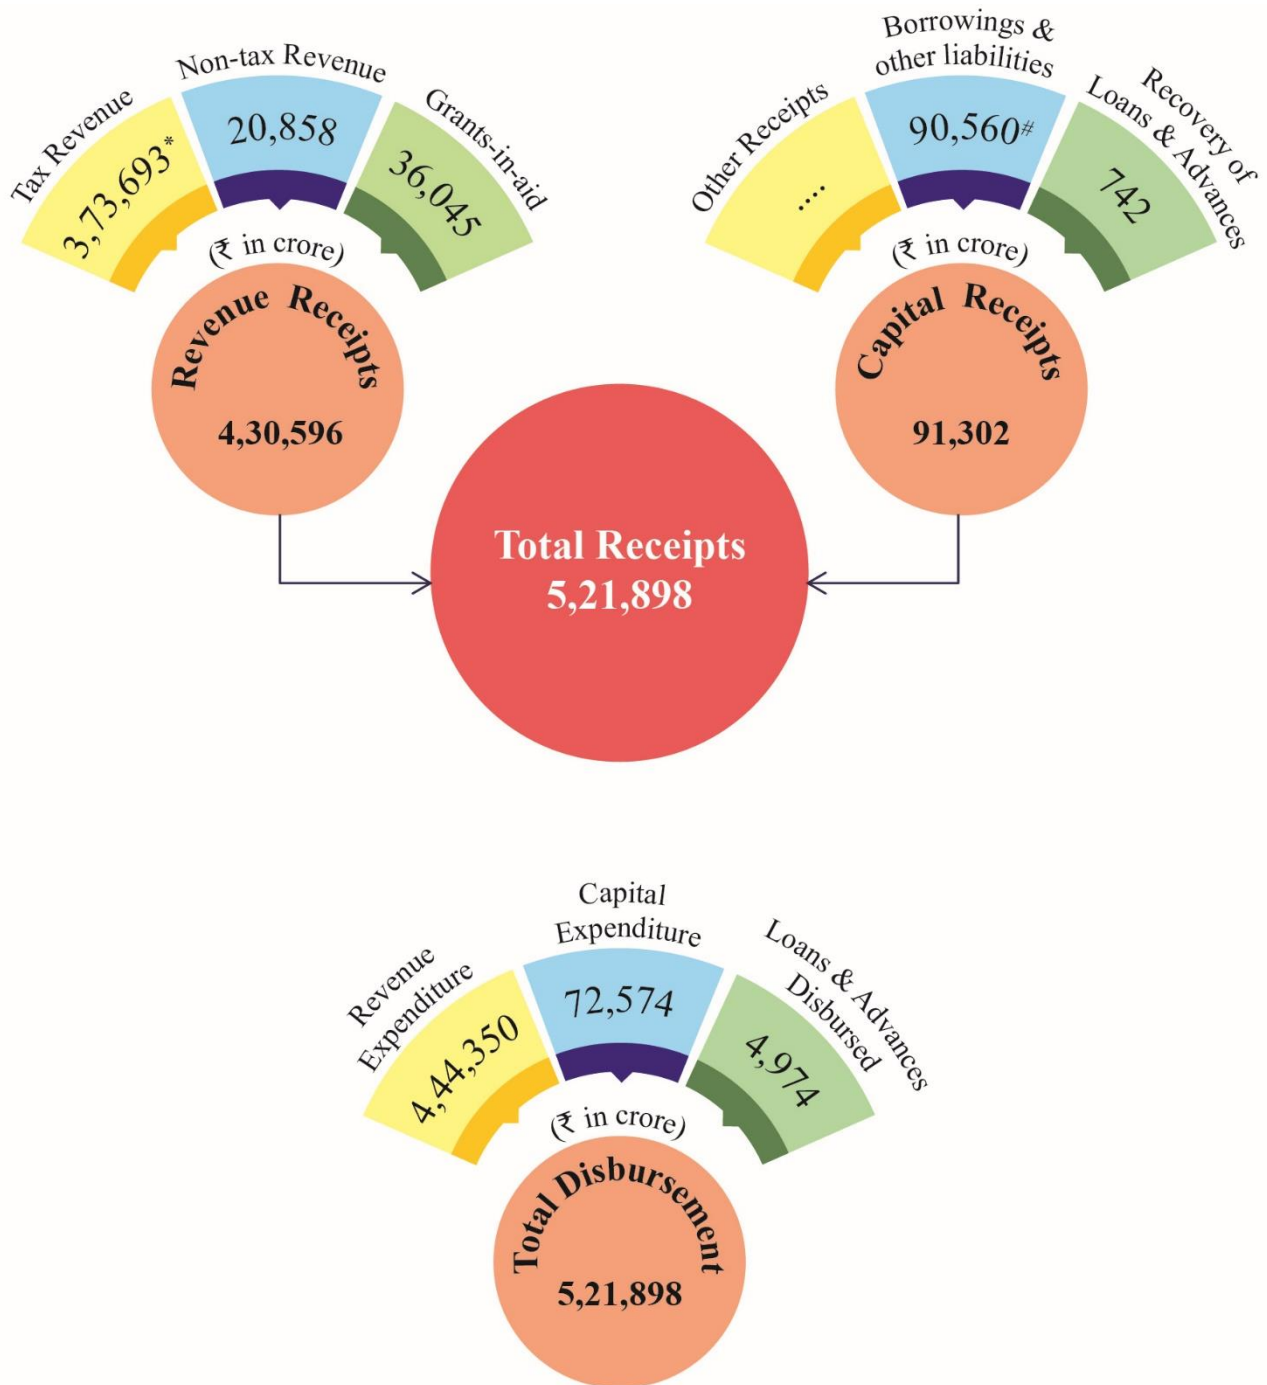 Tax Revenue
3,73,693*
Non-tax Revenue
20,858
Grants-in-aid
36,045
(₹ in crore)
Revenue Receipts
4,30,596
Other Receipts
....
Borrowings &
other liabilities
90,560#
Recovery of
Loans & Advances
742
(₹ in crore)
Capital Receipts
91,302
Total Receipts
5,21,898
Revenue
Expenditure
4,44,350
Capital
Expenditure
72,574
Loans & Advances
Disbursed
4,974
(₹ in crore)
Total Disbursement
5,21,898